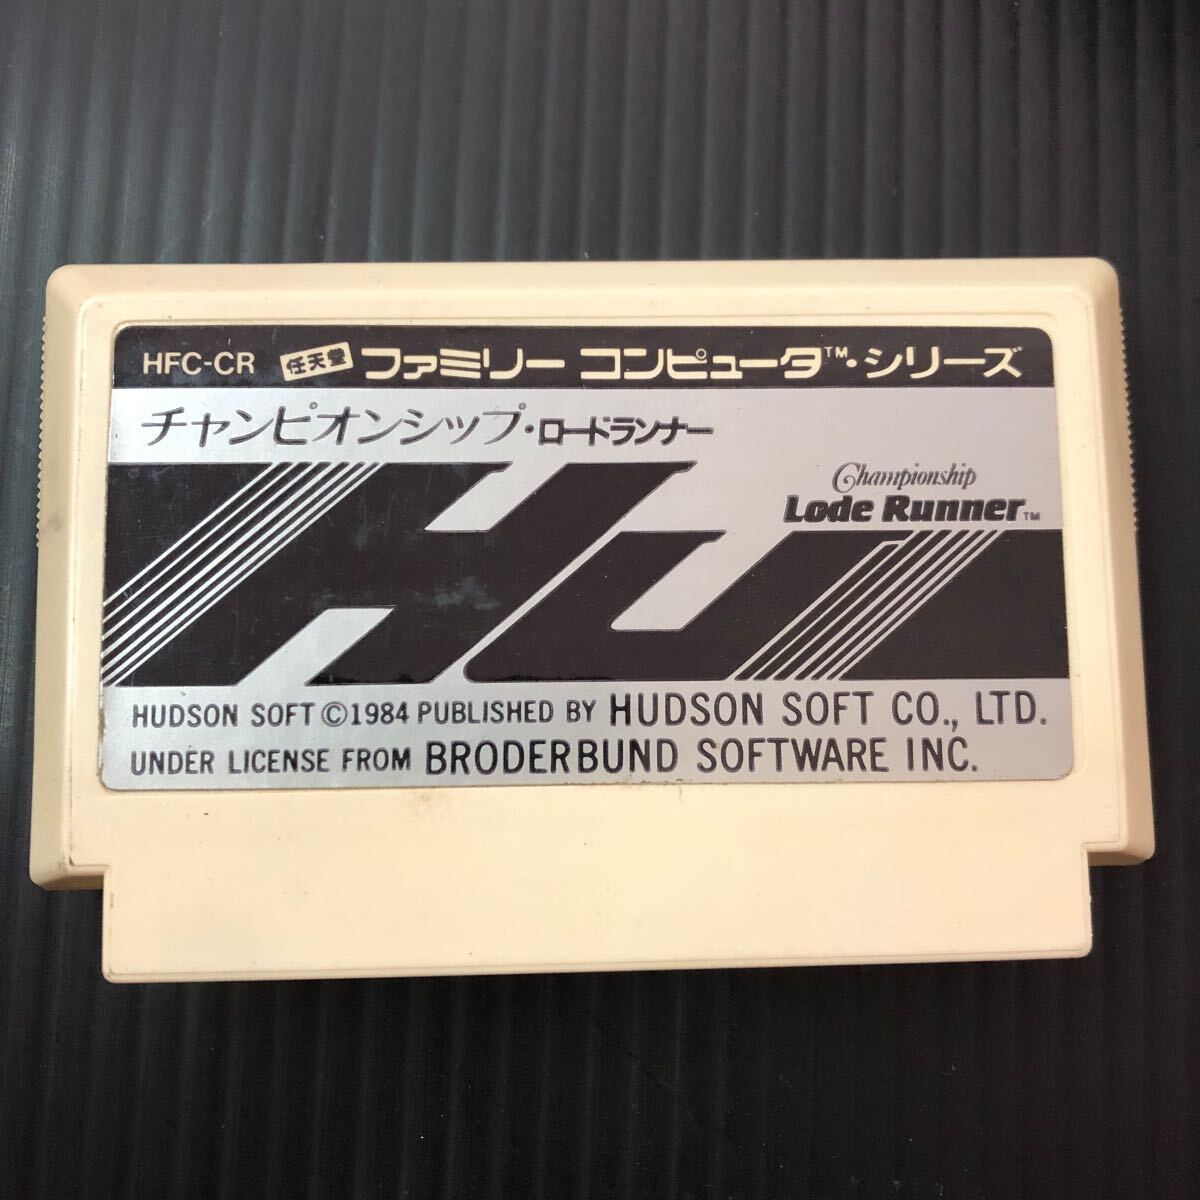 HFC-CR 任天堂 ファミリー コンピュータ™・シリーズ
チャンピオンシップ・ロードランナー
Championship
Lode Runner™
HU
HUDSON SOFT ©1984 PUBLISHED BY HUDSON SOFT CO., LTD.
UNDER LICENSE FROM BRODERBUND SOFTWARE INC.